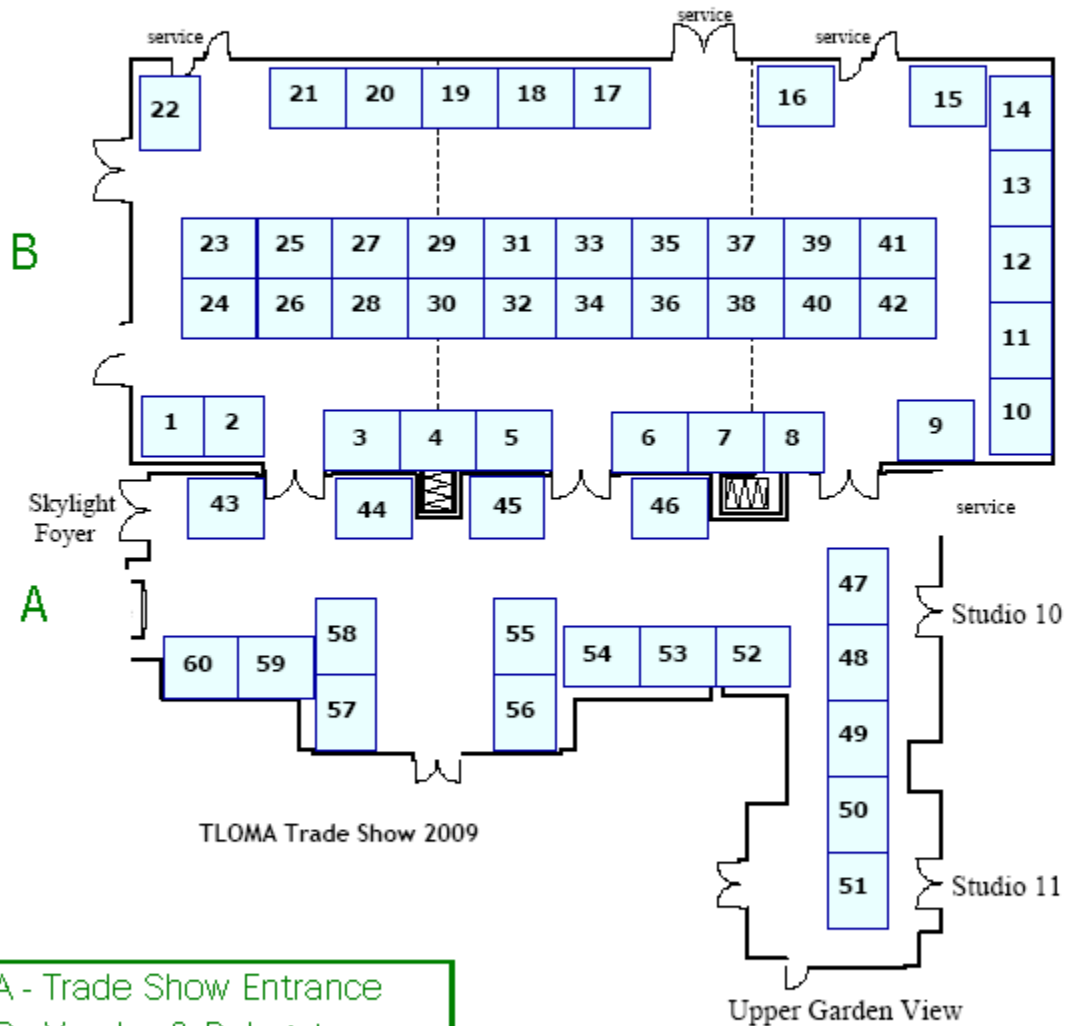 service
service
service
22
21 20 19 18 17
16
15
14
13
12
11
10
B
23 25 27 29 31 33 35 37 39 41
24 26 28 30 32 34 36 38 40 42
1 2
3 4 5
6 7 8
9
Skylight
Foyer
43
44
45
46
service
A
47
48
49
50
51
Studio 10
58
57
55
56
60 59
54 53 52
TLOMA Trade Show 2009
Studio 11
A - Trade Show Entrance
Upper Garden View